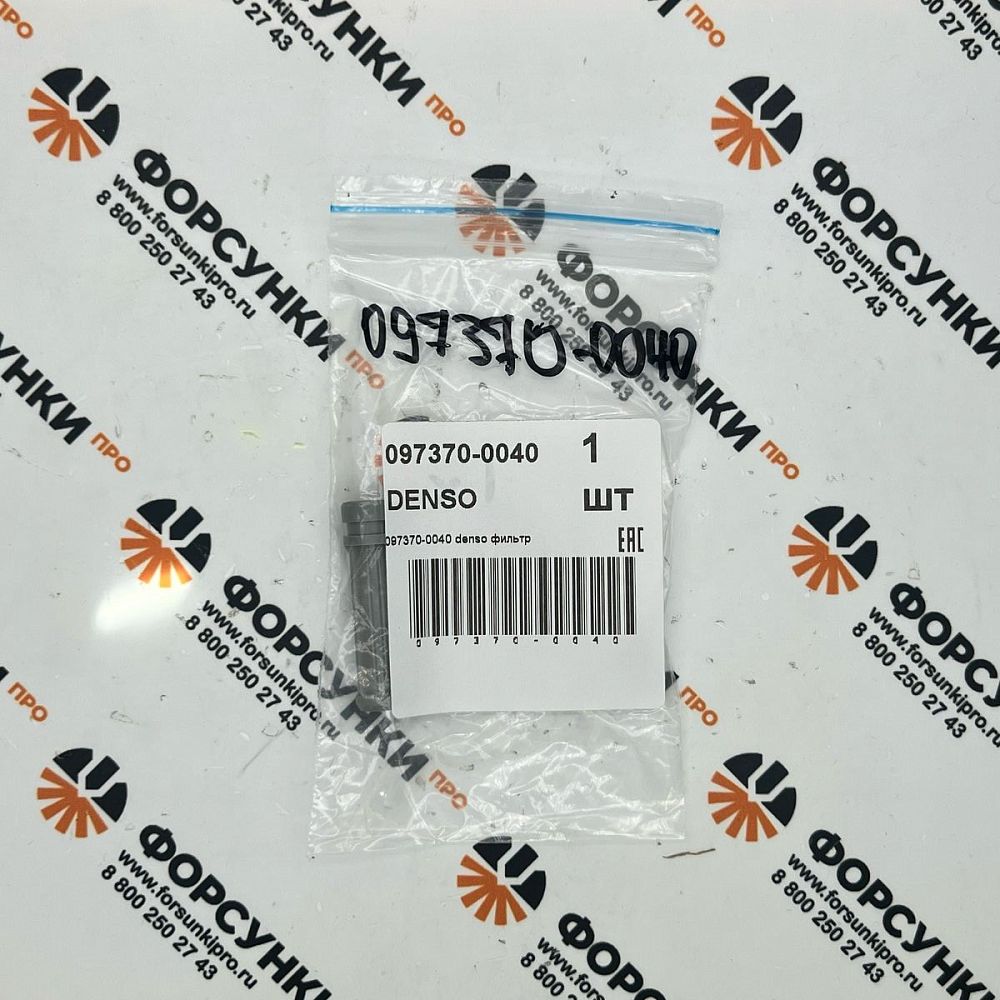 097370-0040
097370-0040 1
DENSO ШТ
097370-0040 denso фильтр EAC
097370-0040
ФОРСУНКИ ПРО
www.forsunkipro.ru
8 800 250 27 43